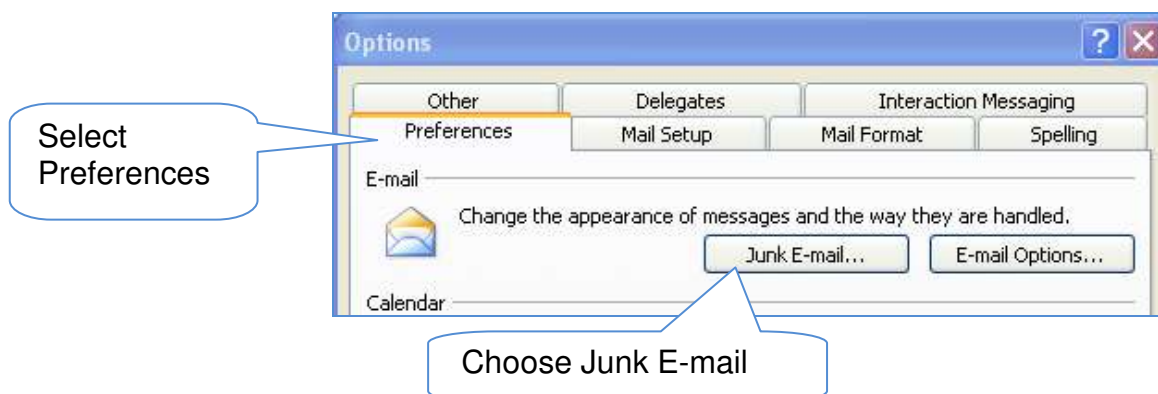 Options
Other Delegates Interaction Messaging
Preferences Mail Setup Mail Format Spelling
Select
Preferences
E-mail
Change the appearance of messages and the way they are handled.
Junk E-mail... E-mail Options...
Calendar
Choose Junk E-mail